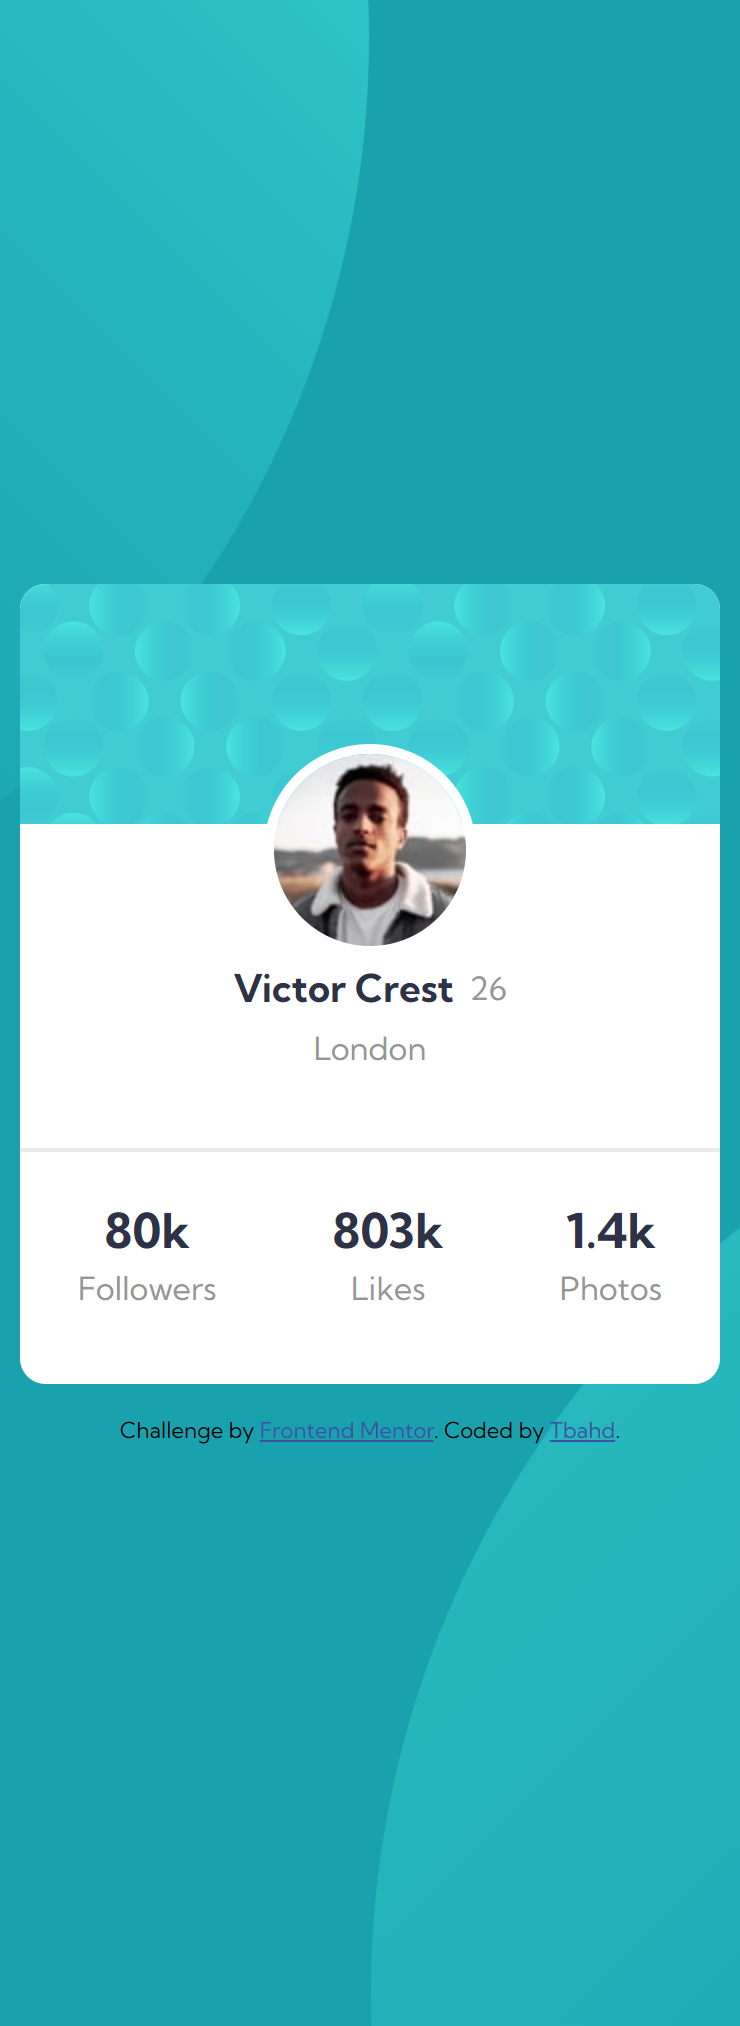 Victor Crest 26
London
80k 803k 1.4k
Followers Likes Photos
Challenge by Frontend Mentor. Coded by Tbahd.